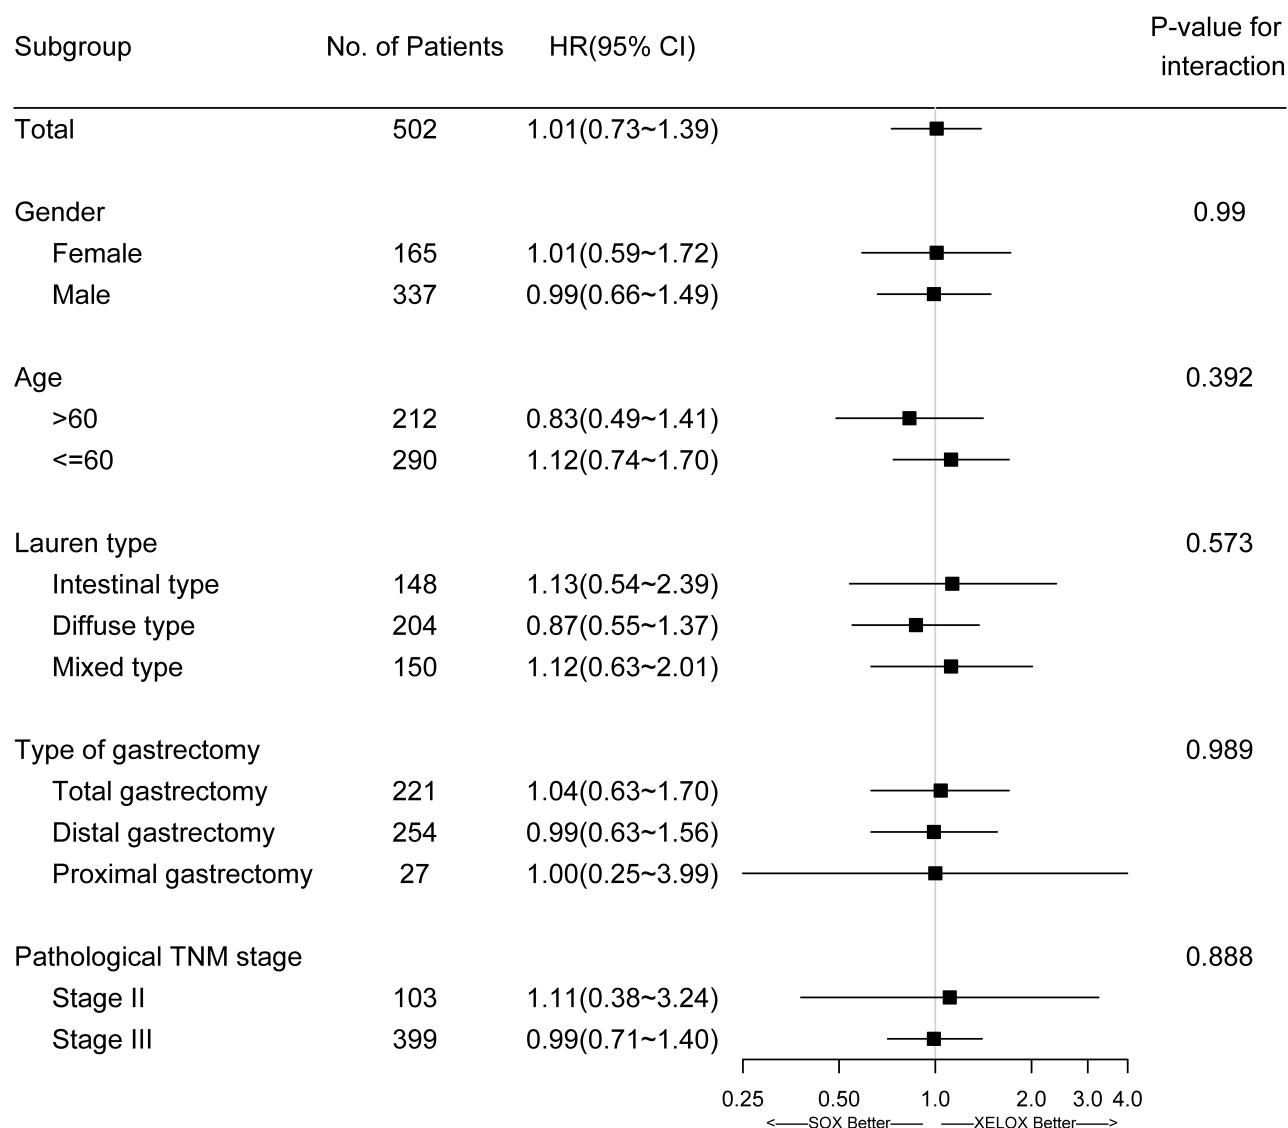 Subgroup No. of Patients HR(95% CI) P-value for
interaction
Total 502 1.01(0.73~1.39)
Gender 0.99
Female 165 1.01(0.59~1.72)
Male 337 0.99(0.66~1.49)
Age 0.392
>60 212 0.83(0.49~1.41)
<=60 290 1.12(0.74~1.70)
Lauren type 0.573
Intestinal type 148 1.13(0.54~2.39)
Diffuse type 204 0.87(0.55~1.37)
Mixed type 150 1.12(0.63~2.01)
Type of gastrectomy 0.989
Total gastrectomy 221 1.04(0.63~1.70)
Distal gastrectomy 254 0.99(0.63~1.56)
Proximal gastrectomy 27 1.00(0.25~3.99)
Pathological TNM stage 0.888
Stage II 103 1.11(0.38~3.24)
Stage III 399 0.99(0.71~1.40)
0.25 0.50 1.0 2.0 3.0 4.0
<——SOX Better—— ——XELOX Better——>